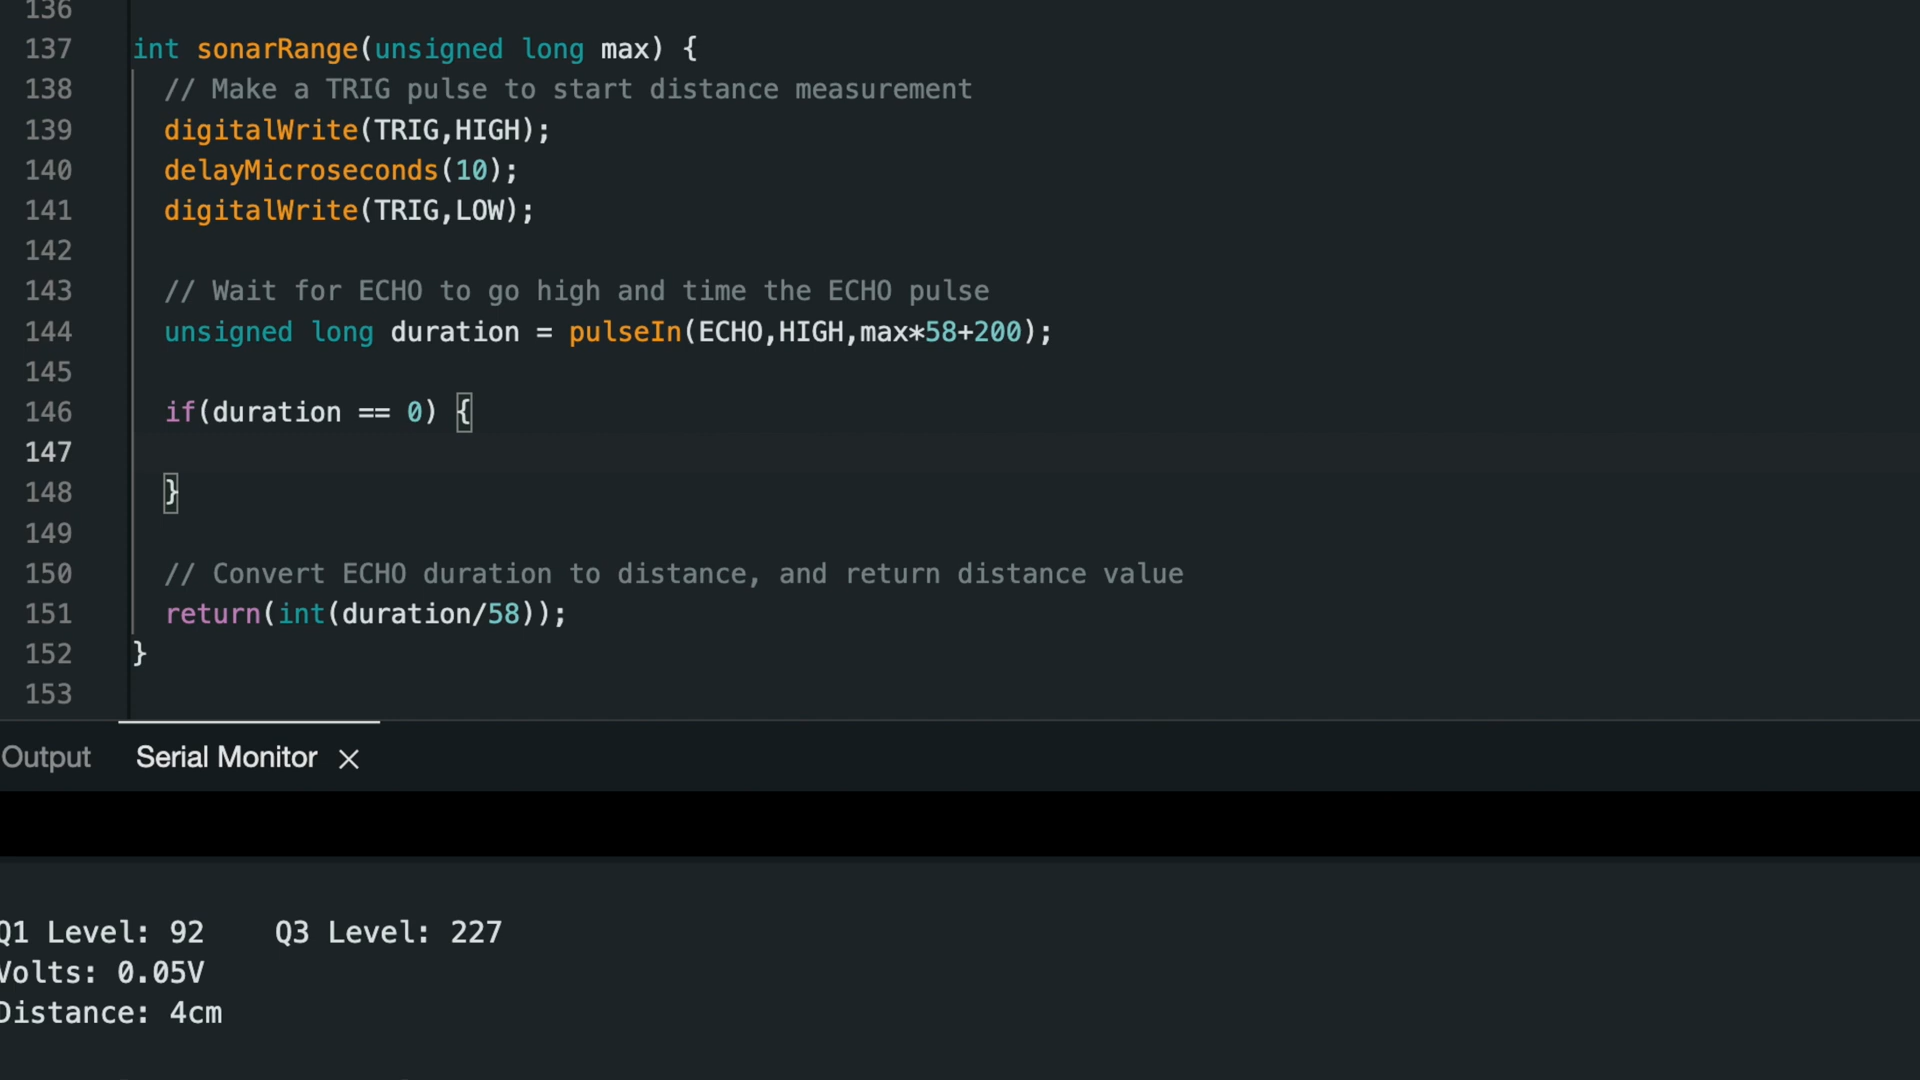 136
137 int sonarRange(unsigned long max) {
138 // Make a TRIG pulse to start distance measurement
139 digitalWrite(TRIG,HIGH);
140 delayMicroseconds(10);
141 digitalWrite(TRIG,LOW);
142
143 // Wait for ECHO to go high and time the ECHO pulse
144 unsigned long duration = pulseIn(ECHO,HIGH,max*58+200);
145
146 if(duration == 0) {
147
148 }
149
150 // Convert ECHO duration to distance, and return distance value
151 return(int(duration/58));
152 }
153
Output Serial Monitor ×
Q1 Level: 92 Q3 Level: 227
Volts: 0.05V
Distance: 4cm